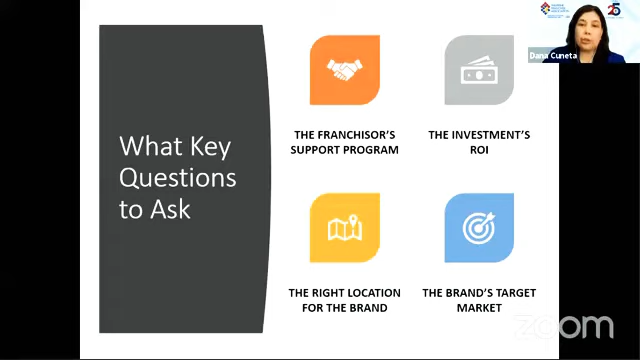 What Key
Questions
to Ask
THE FRANCHISOR'S
SUPPORT PROGRAM
THE INVESTMENT'S
ROI
THE RIGHT LOCATION
FOR THE BRAND
THE BRAND'S TARGET
MARKET
Dana Cuneta
25
zoom